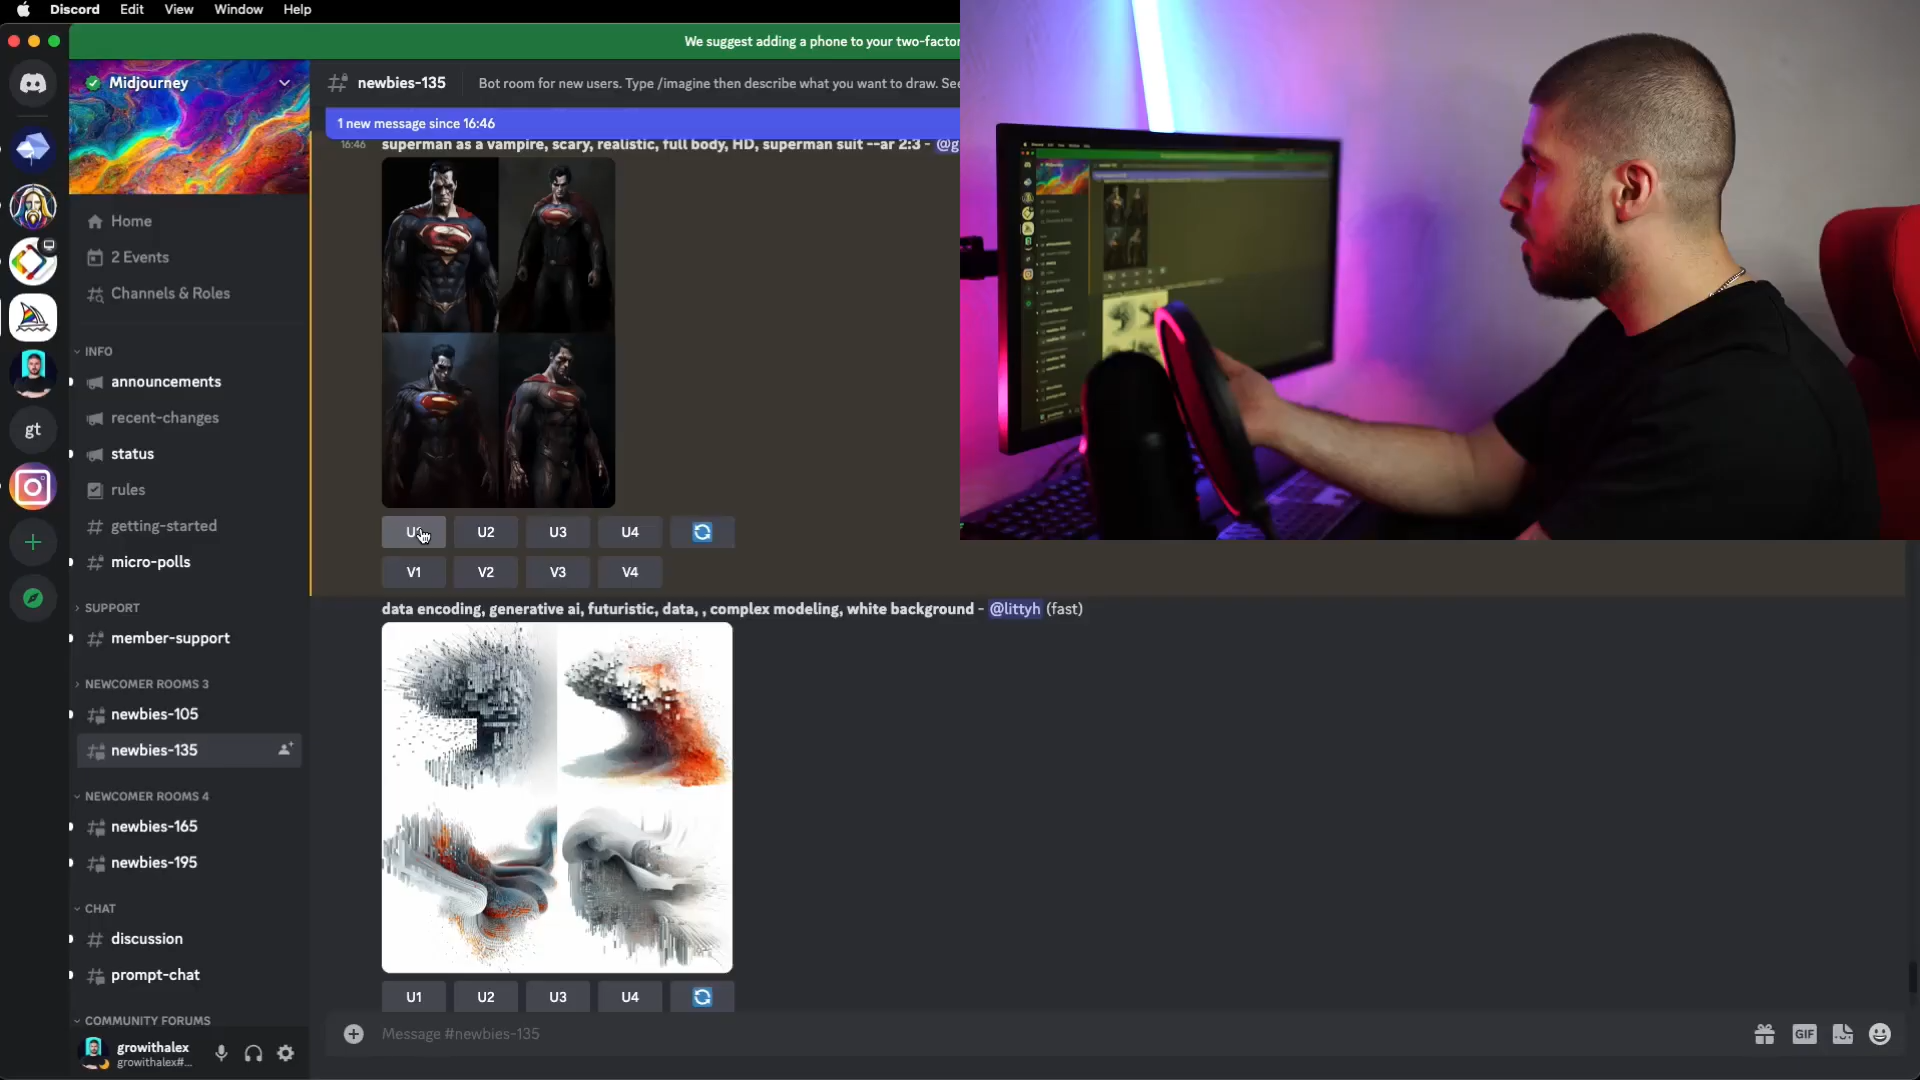 Discord Edit View Window Help
We suggest adding a phone to your two-factor
Midjourney
newbies-135
Bot room for new users. Type /imagine then describe what you want to draw. See
1 new message since 16:46
16:46 superman as a vampire, scary, realistic, full body, HD, superman suit --ar 2:3 - @g
Home
2 Events
Channels & Roles
INFO
announcements
recent-changes
status
rules
getting-started
micro-polls
SUPPORT
member-support
NEWCOMER ROOMS 3
newbies-105
newbies-135
NEWCOMER ROOMS 4
newbies-165
newbies-195
CHAT
discussion
prompt-chat
COMMUNITY FORUMS
gt
growithalex
growithalex#...
U2 U3 U4
V1 V2 V3 V4
data encoding, generative ai, futuristic, data, , complex modeling, white background - @littyh (fast)
U1 U2 U3 U4
Message #newbies-135
GIF